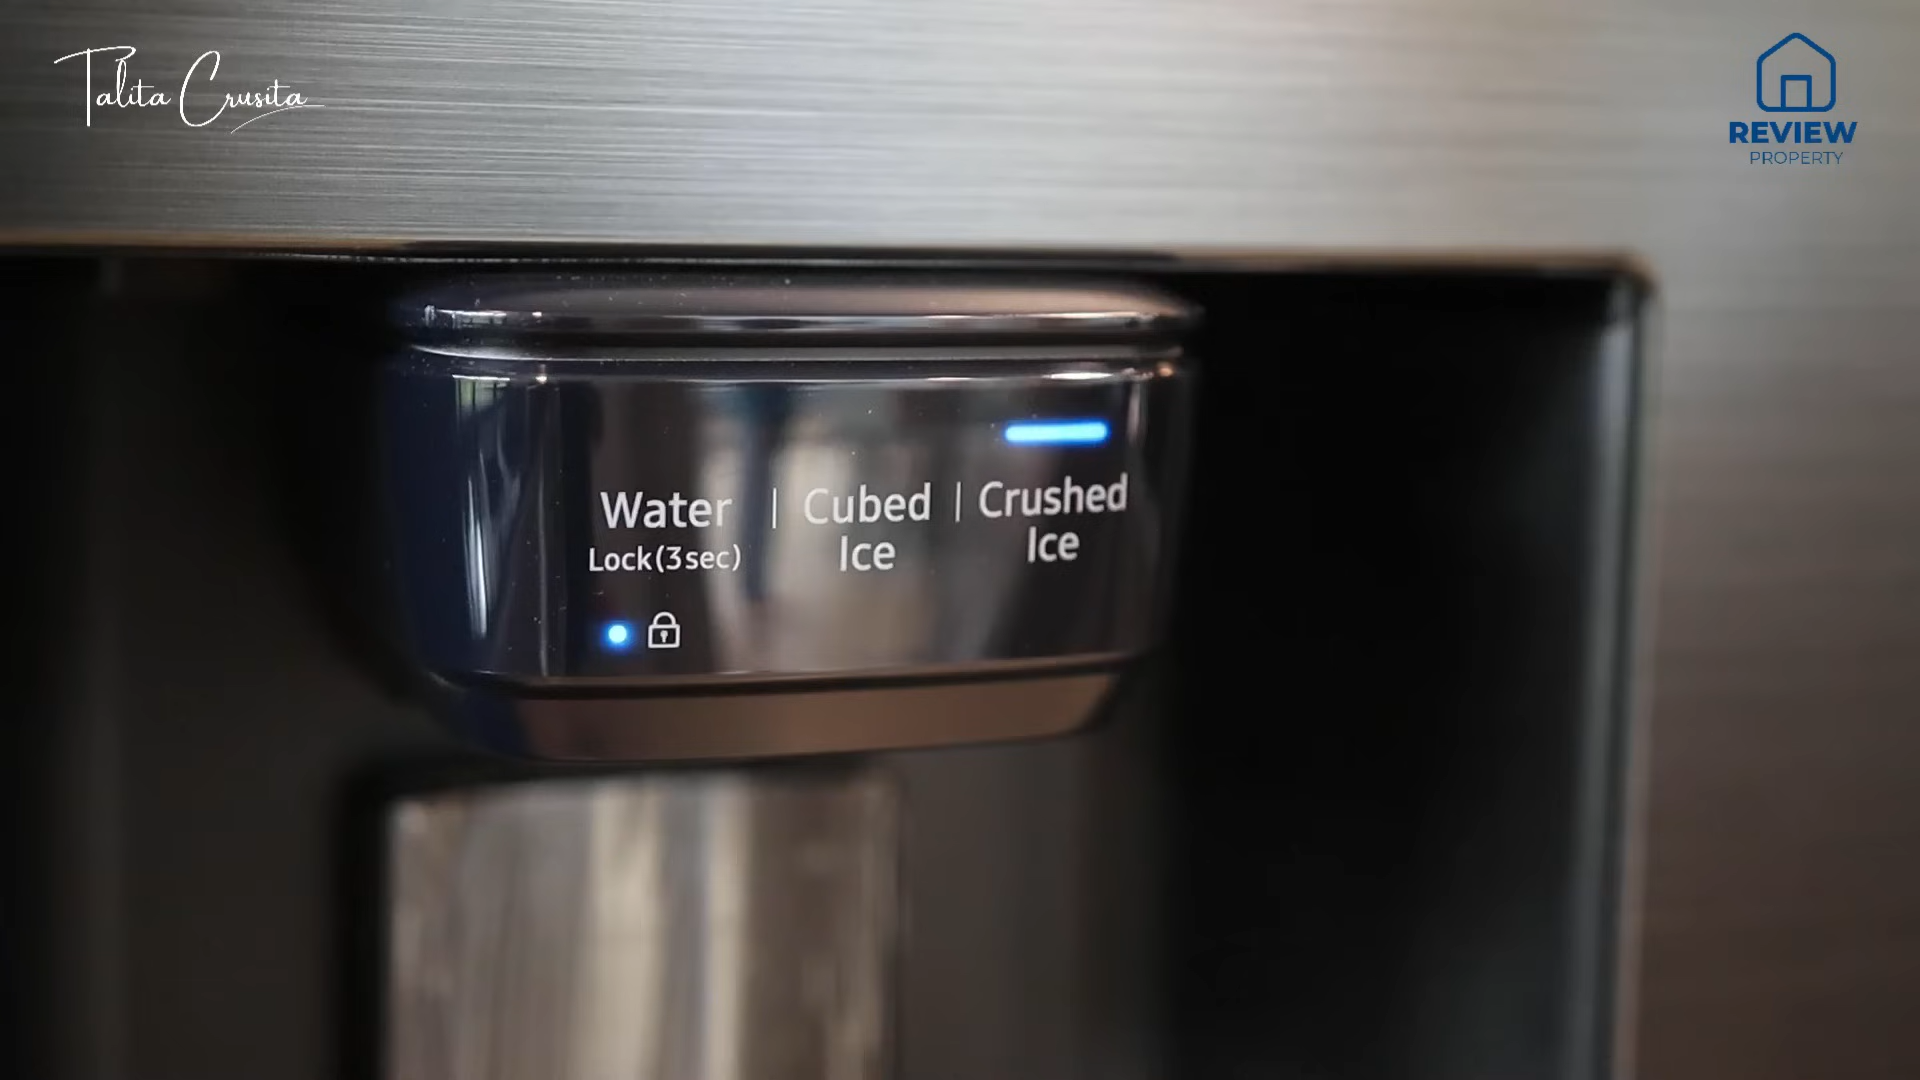 Talita Crusita
REVIEW
PROPERTY
Water | Cubed Ice | Crushed Ice
Lock(3sec)